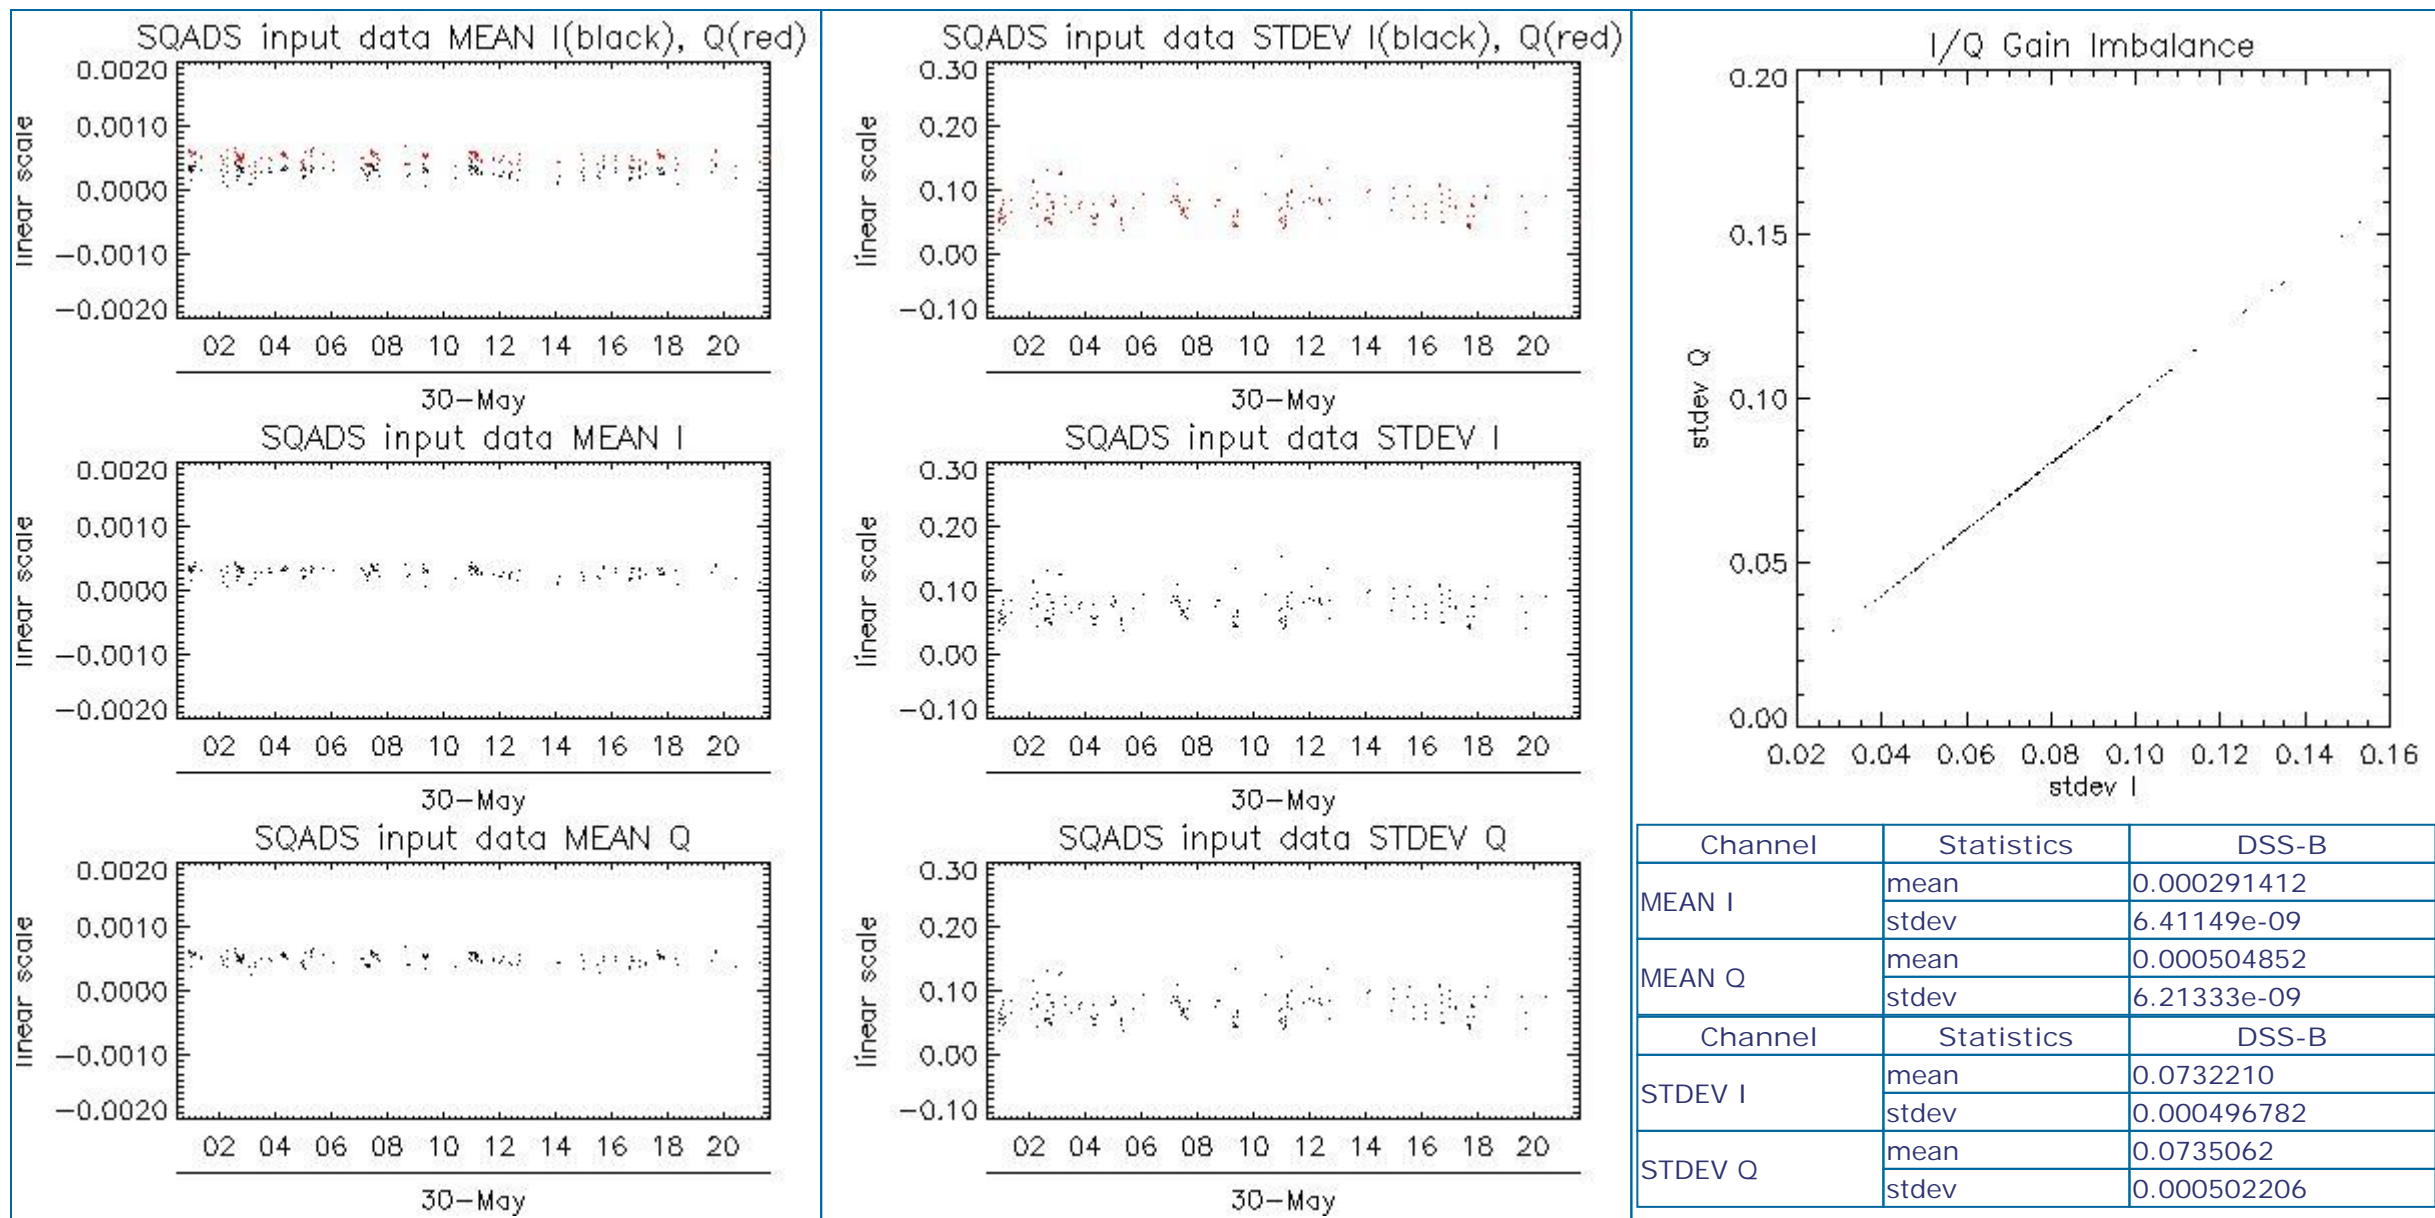 SQADS input data MEAN I(black), Q(red)
0.0020
0.0010
0.0000
−0.0010
−0.0020
linear scale
02 04 06 08 10 12 14 16 18 20
30−May
SQADS input data MEAN I
0.0020
0.0010
0.0000
−0.0010
−0.0020
linear scale
02 04 06 08 10 12 14 16 18 20
30−May
SQADS input data MEAN Q
0.0020
0.0010
0.0000
−0.0010
−0.0020
linear scale
02 04 06 08 10 12 14 16 18 20
30−May
SQADS input data STDEV I(black), Q(red)
0.30
0.20
0.10
0.00
−0.10
linear scale
02 04 06 08 10 12 14 16 18 20
30−May
SQADS input data STDEV I
0.30
0.20
0.10
0.00
−0.10
linear scale
02 04 06 08 10 12 14 16 18 20
30−May
SQADS input data STDEV Q
0.30
0.20
0.10
0.00
−0.10
linear scale
02 04 06 08 10 12 14 16 18 20
30−May
I/Q Gain Imbalance
0.20
0.15
0.10
0.05
0.00
stdev Q
0.02 0.04 0.06 0.08 0.10 0.12 0.14 0.16
stdev I
Channel Statistics DSS-B
MEAN I mean 0.000291412
stdev 6.41149e-09
MEAN Q mean 0.000504852
stdev 6.21333e-09
Channel Statistics DSS-B
STDEV I mean 0.0732210
stdev 0.000496782
STDEV Q mean 0.0735062
stdev 0.000502206